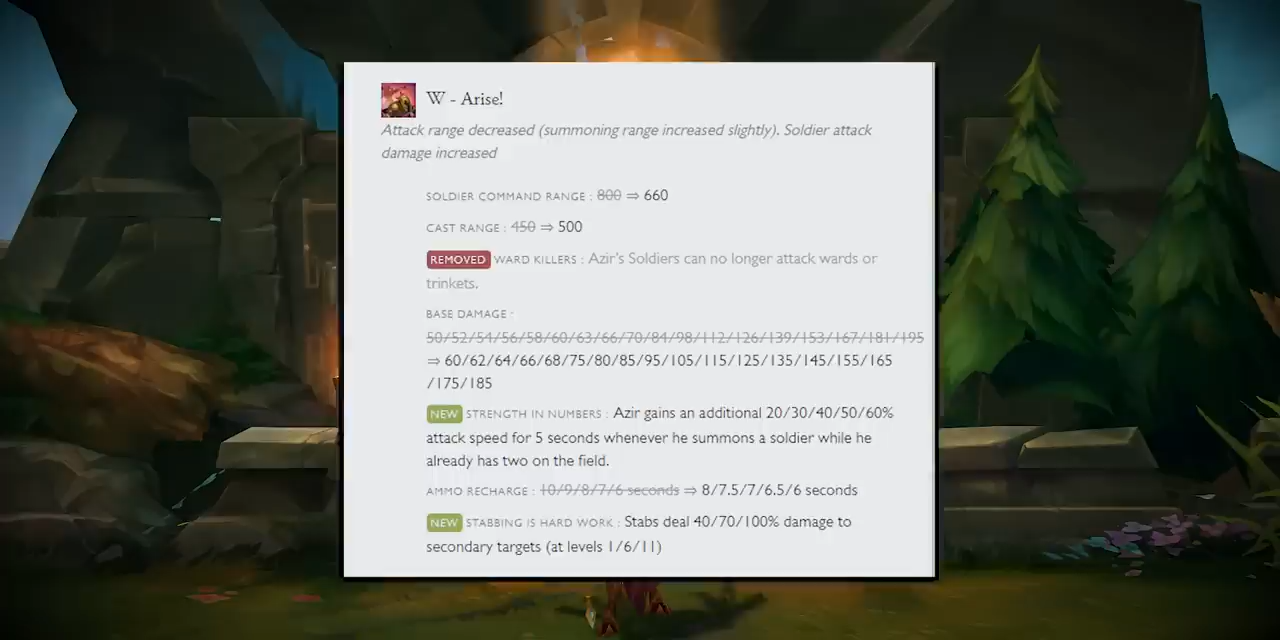 W - Arise!
Attack range decreased (summoning range increased slightly). Soldier attack
damage increased
SOLDIER COMMAND RANGE : 800 ⇒ 660
CAST RANGE : 450 ⇒ 500
REMOVED WARD KILLERS : Azir's Soldiers can no longer attack wards or
trinkets.
BASE DAMAGE :
50/52/54/56/58/60/63/66/70/84/98/112/126/139/153/167/181/195
⇒ 60/62/64/66/68/75/80/85/95/105/115/125/135/145/155/165
/175/185
NEW STRENGTH IN NUMBERS : Azir gains an additional 20/30/40/50/60%
attack speed for 5 seconds whenever he summons a soldier while he
already has two on the field.
AMMO RECHARGE : 10/9/8/7/6 seconds ⇒ 8/7.5/7/6.5/6 seconds
NEW STABBING IS HARD WORK : Stabs deal 40/70/100% damage to
secondary targets (at levels 1/6/11)